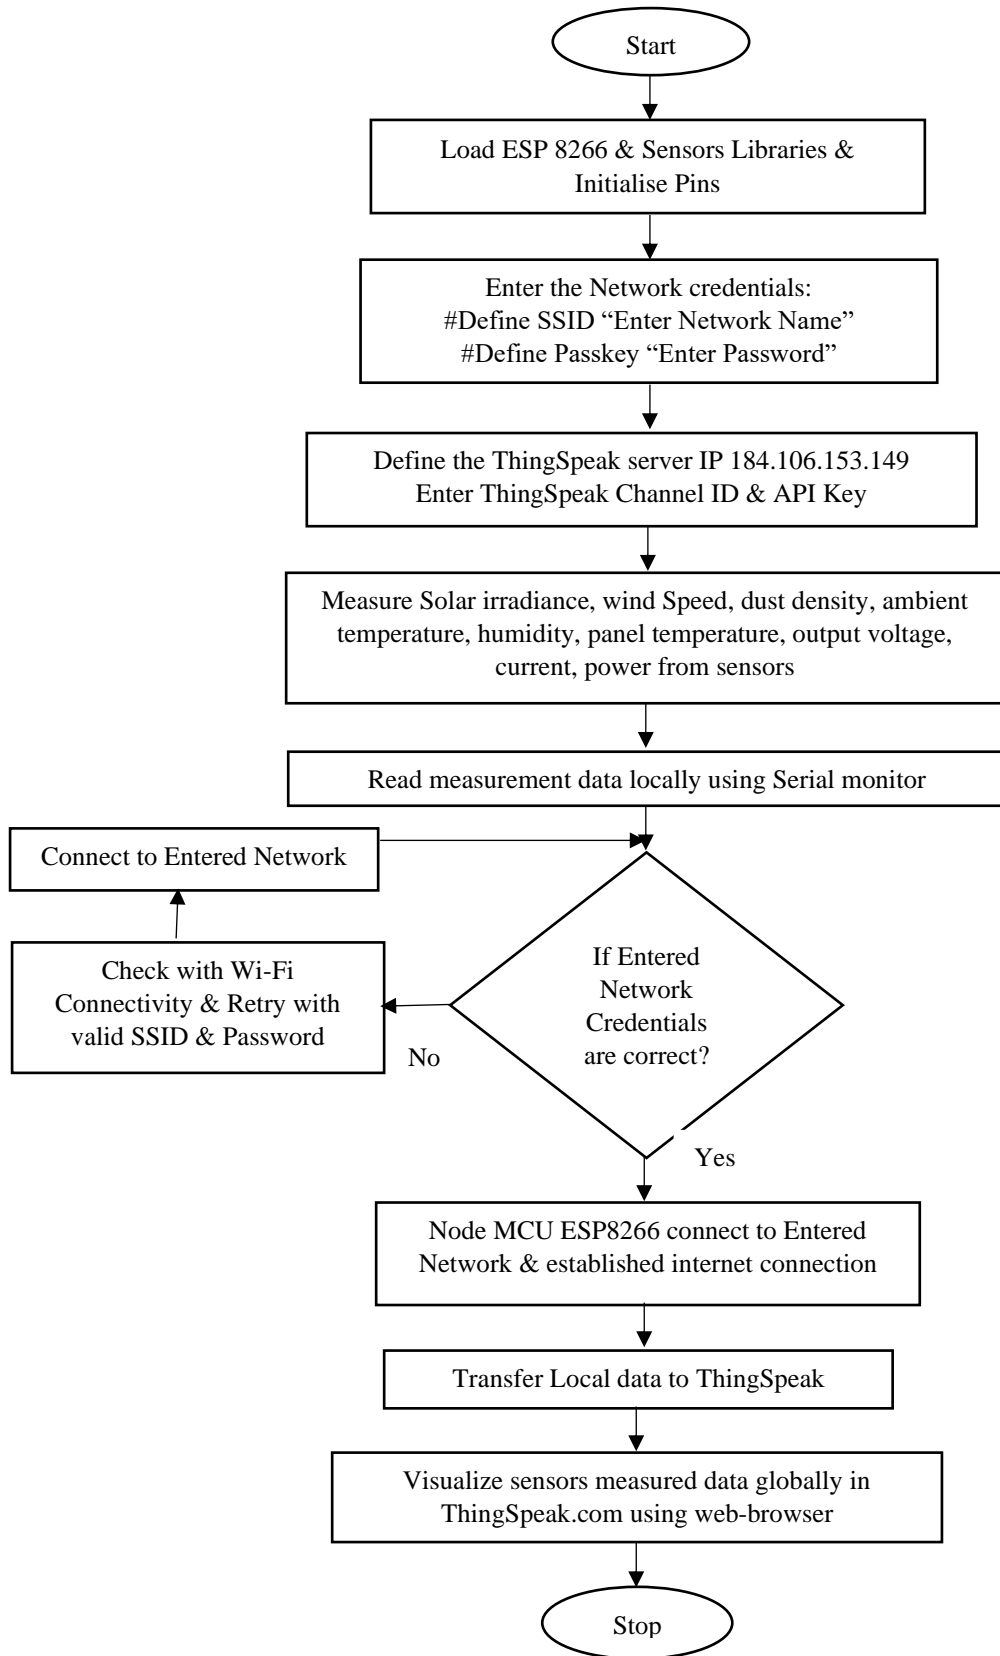 Start
Load ESP 8266 & Sensors Libraries &
Initialise Pins
Enter the Network credentials:
#Define SSID “Enter Network Name”
#Define Passkey “Enter Password”
Define the ThingSpeak server IP 184.106.153.149
Enter ThingSpeak Channel ID & API Key
Measure Solar irradiance, wind Speed, dust density, ambient
temperature, humidity, panel temperature, output voltage,
current, power from sensors
Read measurement data locally using Serial monitor
Connect to Entered Network
Check with Wi-Fi
Connectivity & Retry with
valid SSID & Password
No
If Entered
Network
Credentials
are correct?
Yes
Node MCU ESP8266 connect to Entered
Network & established internet connection
Transfer Local data to ThingSpeak
Visualize sensors measured data globally in
ThingSpeak.com using web-browser
Stop